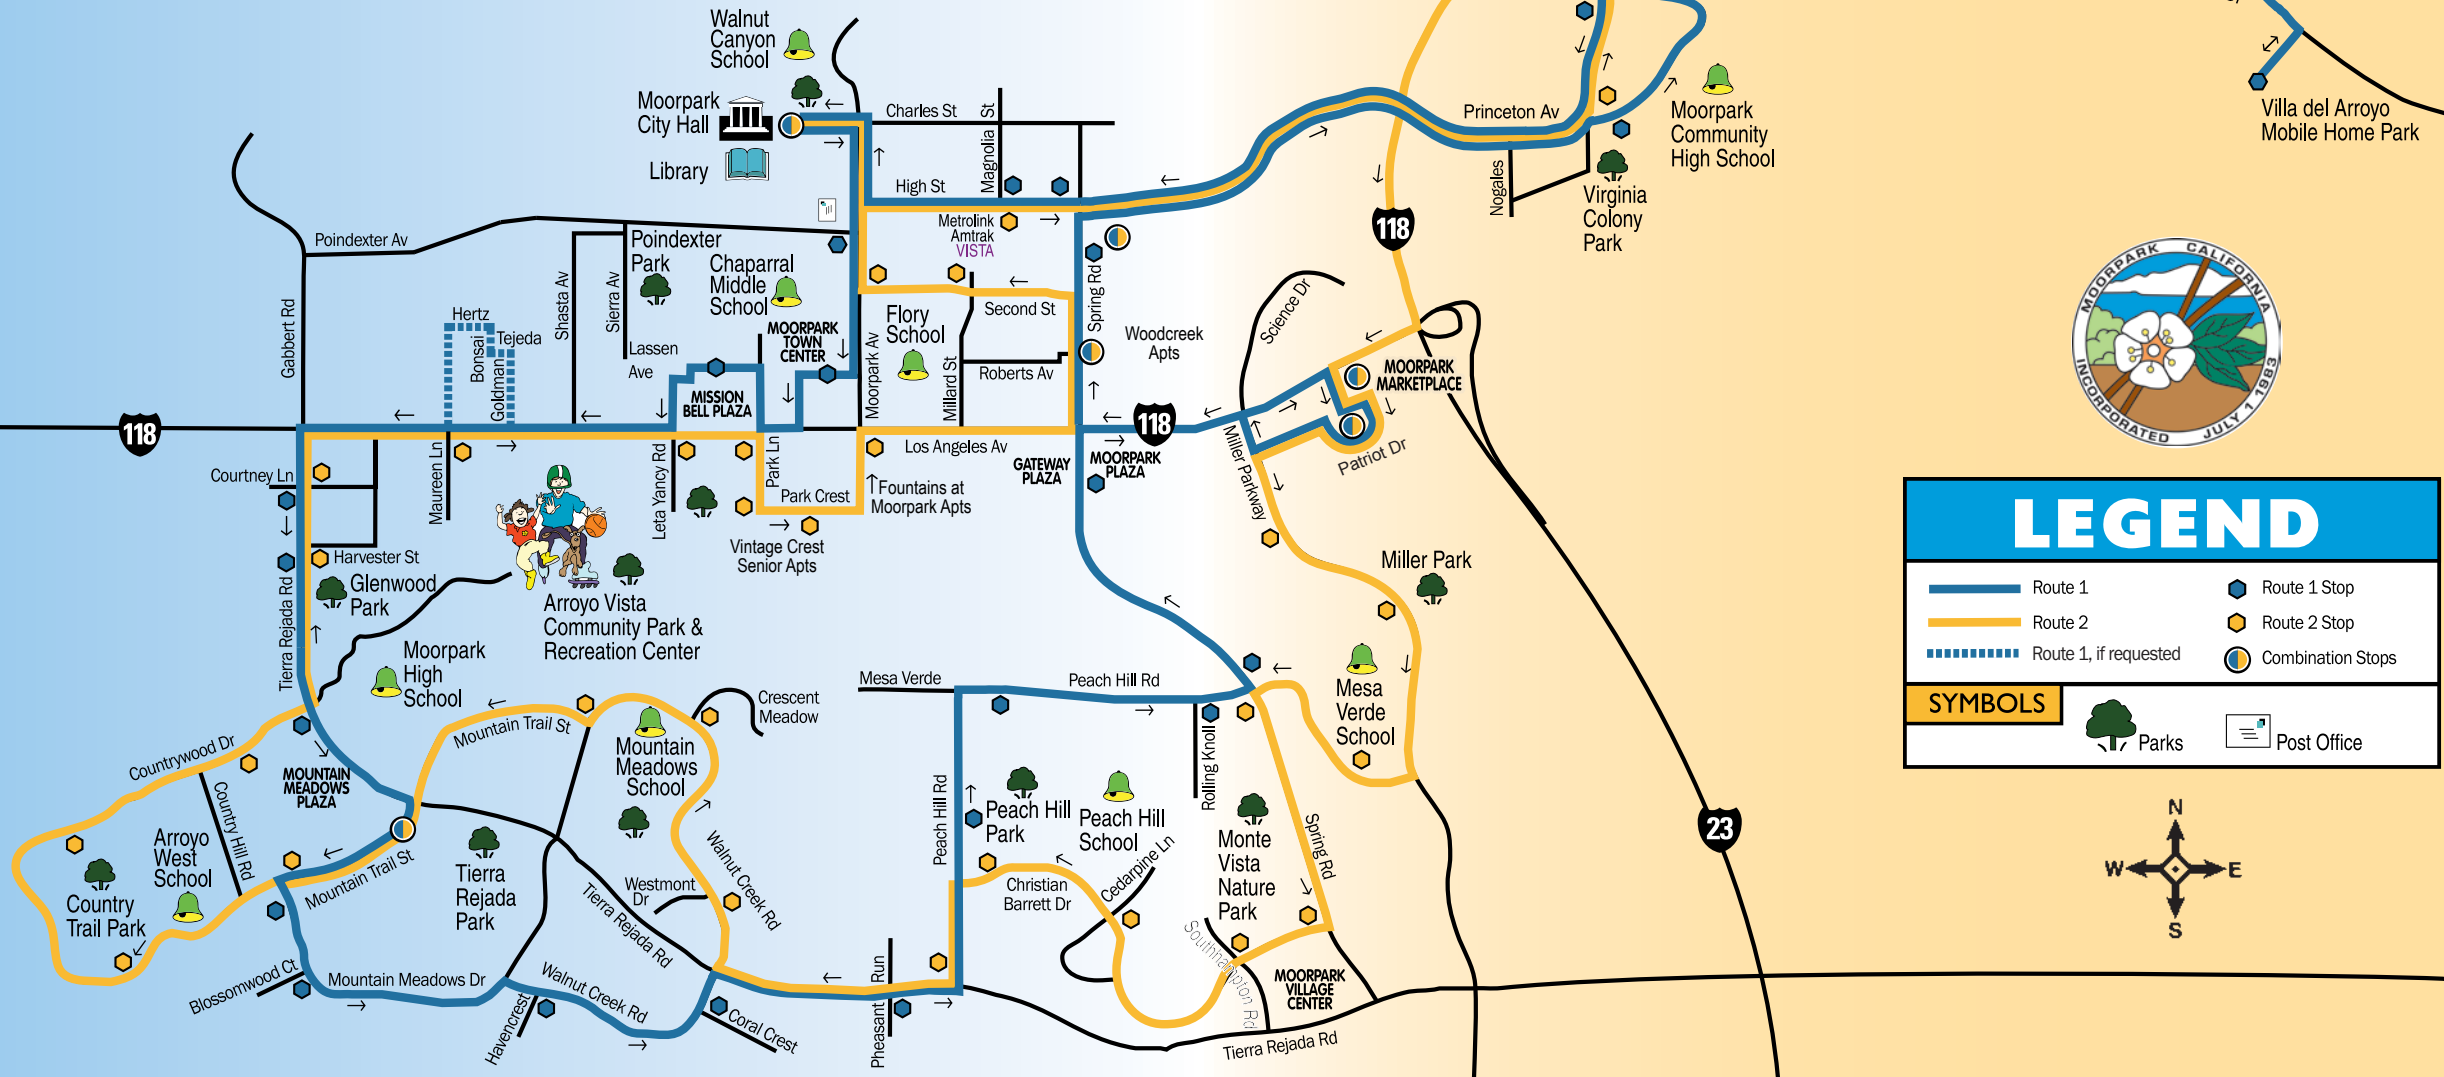 Walnut
Canyon
School
Moorpark
City Hall
Library
Charles St
Magnolia St
High St
Metrolink
Amtrak
VISTA
Princeton Av
Nogales
Moorpark
Community
High School
Virginia
Colony
Park
Villa del Arroyo
Mobile Home Park
118
Poindexter Av
Poindexter
Park
Chaparral
Middle
School
Gabbert Rd
Hertz
Tejeda
Bonsai
Goldman
Shasta Av
Sierra Av
Lassen
Ave
MOORPARK
TOWN
CENTER
MISSION
BELL PLAZA
Moorpark Av
Flory
School
Millard St
Second St
Roberts Av
Spring Rd
Woodcreek
Apts
Science Dr
MOORPARK
MARKETPLACE
Patriot Dr
Miller Parkway
118
118
Los Angeles Av
GATEWAY
PLAZA
MOORPARK
PLAZA
Courtney Ln
Maureen Ln
Leta Yancy Rd
Park Ln
Park Crest
Fountains at
Moorpark Apts
Vintage Crest
Senior Apts
Harvester St
Glenwood
Park
Tierra Rejada Rd
Arroyo Vista
Community Park &
Recreation Center
Moorpark
High
School
Miller Park
Mesa
Verde
School
Mesa Verde
Peach Hill Rd
Crescent
Meadow
Mountain Trail St
Mountain
Meadows
School
Countrywood Dr
MOUNTAIN
MEADOWS
PLAZA
Country Hill Rd
Arroyo
West
School
Country
Trail Park
Mountain Trail St
Tierra
Rejada
Park
Westmont
Dr
Walnut Creek Rd
Tierra Rejada Rd
Peach Hill Rd
Peach Hill
Park
Peach Hill
School
Rolling Knoll
Christian
Barrett Dr
Cedarpine Ln
Monte
Vista
Nature
Park
Spring Rd
Southhampton Rd
MOORPARK
VILLAGE
CENTER
Tierra Rejada Rd
Blossomwood Ct
Mountain Meadows Dr
Havencrest
Walnut Creek Rd
Coral Crest
Pheasant Run
23
MOORPARK CALIFORNIA
INCORPORATED JULY 1 1983
LEGEND
Route 1
Route 1 Stop
Route 2
Route 2 Stop
Route 1, if requested
Combination Stops
SYMBOLS
Parks
Post Office
N
W
E
S